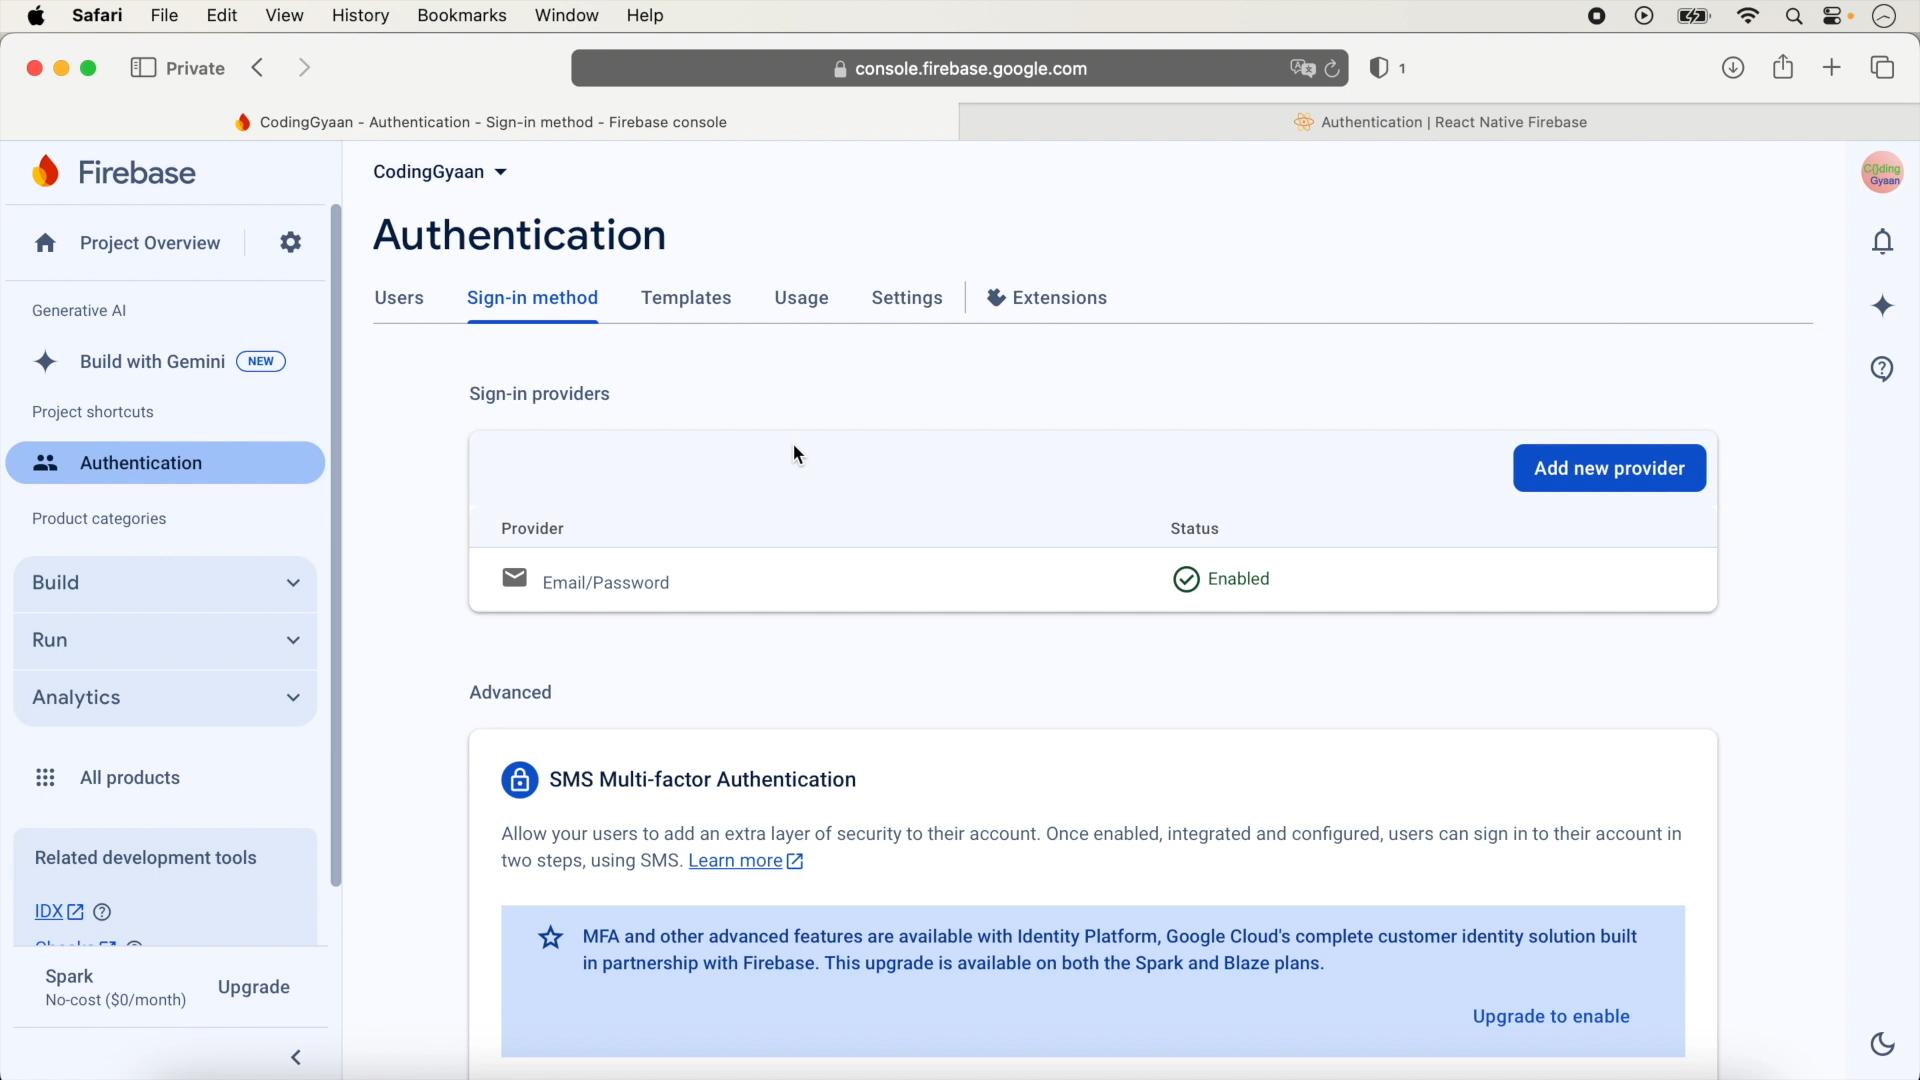 Safari File Edit View History Bookmarks Window Help
Private
console.firebase.google.com
1
CodingGyaan - Authentication - Sign-in method - Firebase console
Authentication | React Native Firebase
Firebase
Project Overview
Generative AI
Build with Gemini NEW
Project shortcuts
Authentication
Product categories
Build
Run
Analytics
All products
Related development tools
IDX
Spark
No-cost ($0/month)
Upgrade
CodingGyaan
Authentication
Users Sign-in method Templates Usage Settings Extensions
Sign-in providers
Add new provider
Provider Status
Email/Password Enabled
Advanced
SMS Multi-factor Authentication
Allow your users to add an extra layer of security to their account. Once enabled, integrated and configured, users can sign in to their account in
two steps, using SMS. Learn more
MFA and other advanced features are available with Identity Platform, Google Cloud's complete customer identity solution built
in partnership with Firebase. This upgrade is available on both the Spark and Blaze plans.
Upgrade to enable
C{}ding
Gyaan